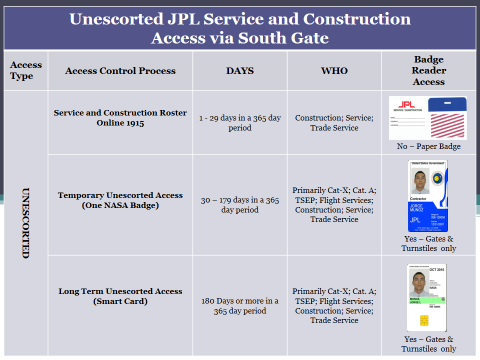 Unescorted JPL Service and Construction
Access via South Gate
Access
Type
Access Control Process
DAYS
WHO
Badge
Reader
Access
UNESCORTED
Service and Construction Roster
Online 1915
1 - 29 days in a 365 day
period
Construction; Service;
Trade Service
JPL
No – Paper Badge
Temporary Unescorted Access
(One NASA Badge)
30 – 179 days in a 365
day period
Primarily Cat-X; Cat. A;
TSEP; Flight Services;
Construction; Service;
Trade Service
Contractor
JORGE
MUNOZ
JPL
Yes – Gates &
Turnstiles only
Long Term Unescorted Access
(Smart Card)
180 Days or more in a
365 day period
Primarily Cat-X; Cat. A;
TSEP; Flight Services;
Construction; Service;
Trade Service
Yes – Gates &
Turnstiles only